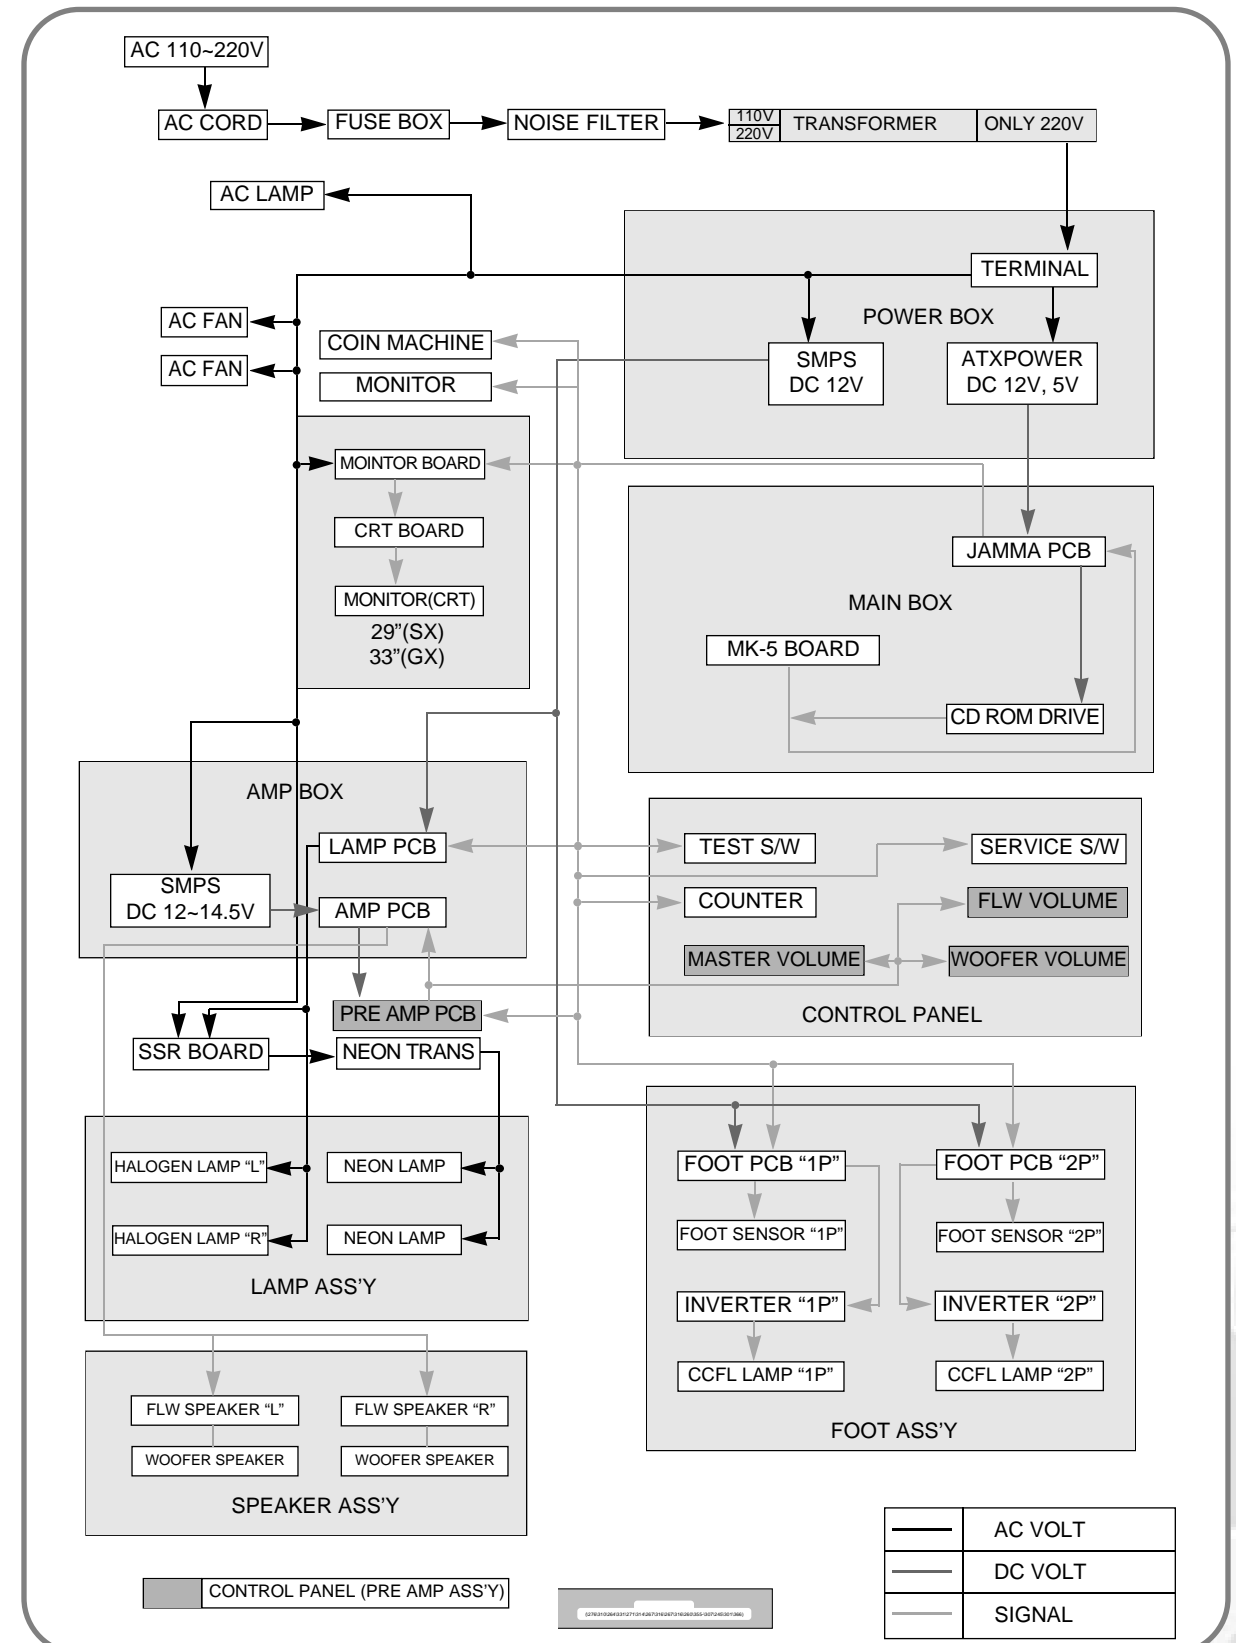 AC 110~220V
AC CORD
FUSE BOX
NOISE FILTER
110V
220V
TRANSFORMER
ONLY 220V
AC LAMP
TERMINAL
POWER BOX
AC FAN
AC FAN
COIN MACHINE
MONITOR
SMPS
DC 12V
ATXPOWER
DC 12V, 5V
MOINTOR BOARD
CRT BOARD
MONITOR(CRT)
29”(SX)
33”(GX)
JAMMA PCB
MAIN BOX
MK-5 BOARD
CD ROM DRIVE
AMP BOX
LAMP PCB
SMPS
DC 12~14.5V
AMP PCB
TEST S/W
SERVICE S/W
COUNTER
FLW VOLUME
MASTER VOLUME
WOOFER VOLUME
CONTROL PANEL
PRE AMP PCB
SSR BOARD
NEON TRANS
HALOGEN LAMP “L”
NEON LAMP
HALOGEN LAMP “R”
NEON LAMP
LAMP ASS’Y
FOOT PCB “1P”
FOOT PCB “2P”
FOOT SENSOR “1P”
FOOT SENSOR “2P”
INVERTER “1P”
INVERTER “2P”
CCFL LAMP “1P”
CCFL LAMP “2P”
FOOT ASS’Y
FLW SPEAKER “L”
FLW SPEAKER “R”
WOOFER SPEAKER
WOOFER SPEAKER
SPEAKER ASS’Y
AC VOLT
DC VOLT
SIGNAL
CONTROL PANEL (PRE AMP ASS’Y)